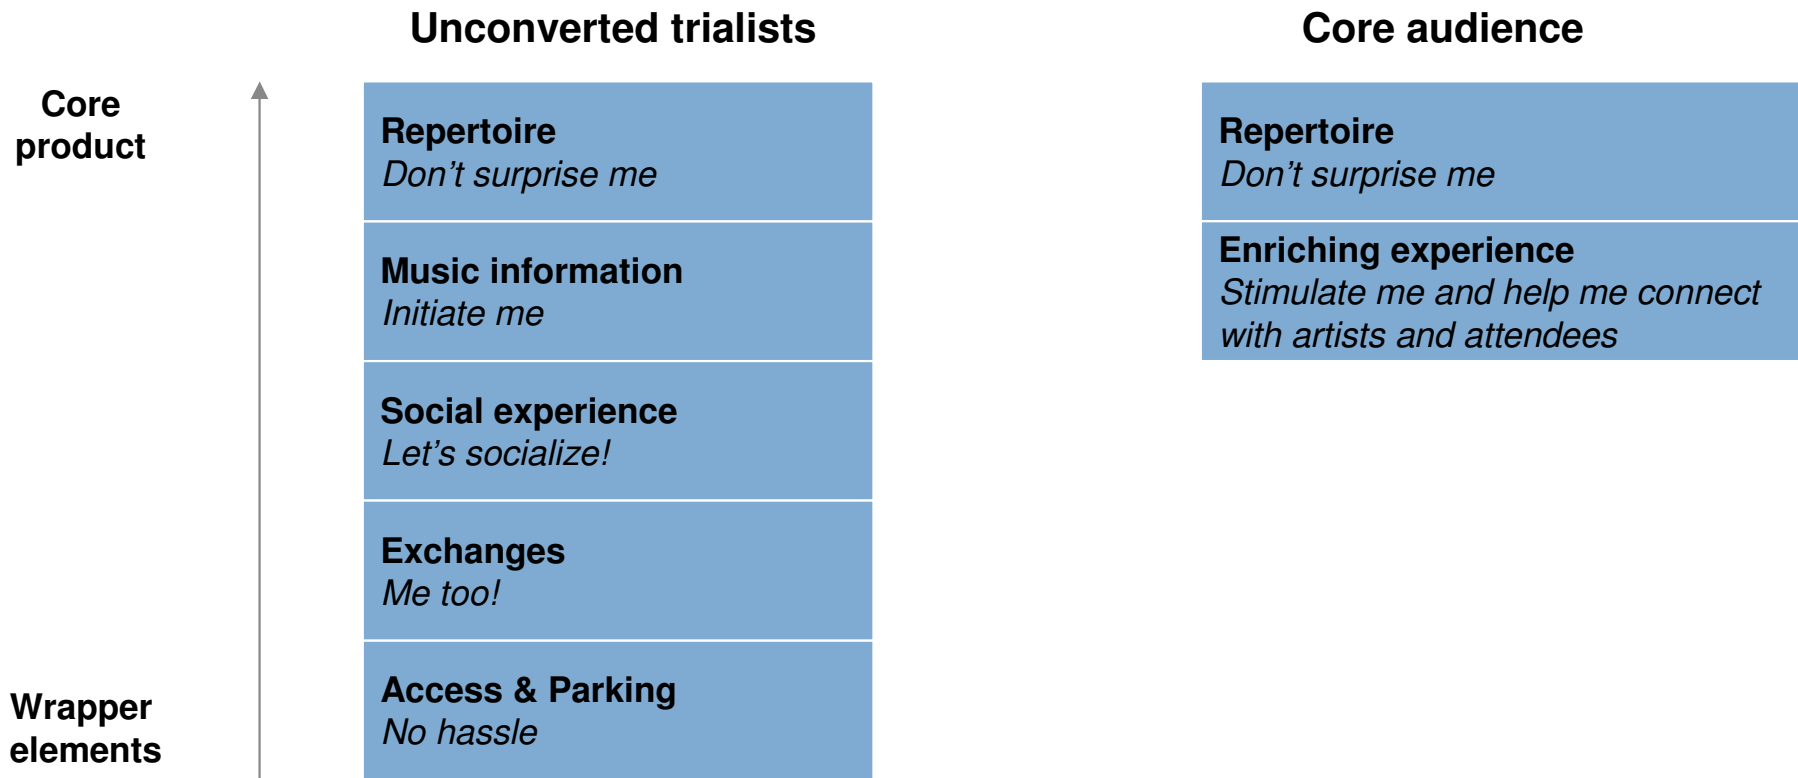 Unconverted trialists
Core audience
Core
product
Repertoire
Don't surprise me
Music information
Initiate me
Social experience
Let's socialize!
Exchanges
Me too!
Access & Parking
No hassle
Repertoire
Don't surprise me
Enriching experience
Stimulate me and help me connect
with artists and attendees
Wrapper
elements